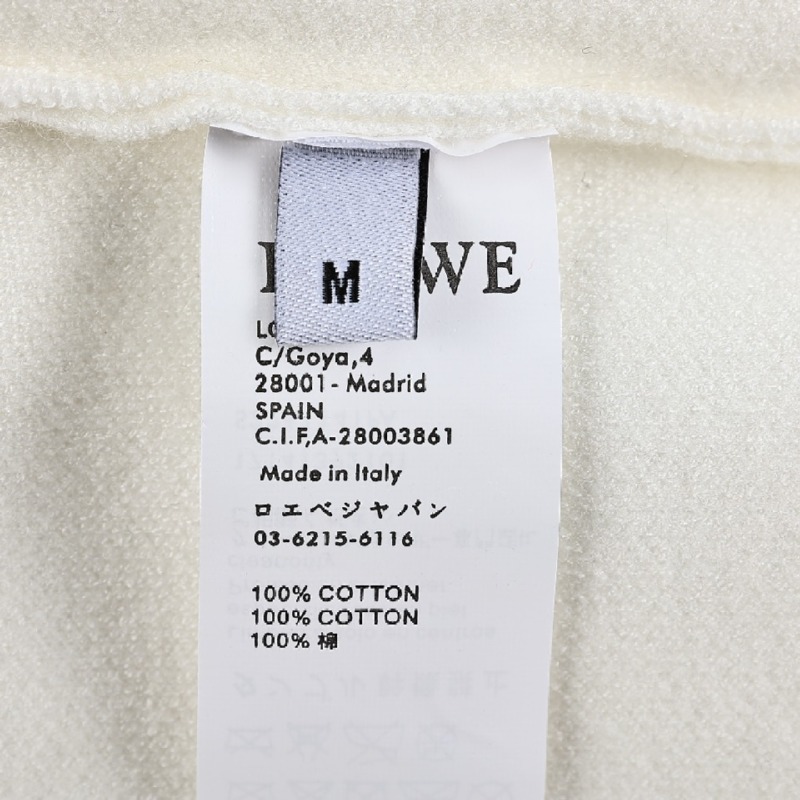 M
WE
C/Goya,4
28001- Madrid
SPAIN
C.I.F,A-28003861
Made in Italy
ロエベジャパン
03-6215-6116
100% COTTON
100% COTTON
100% 棉